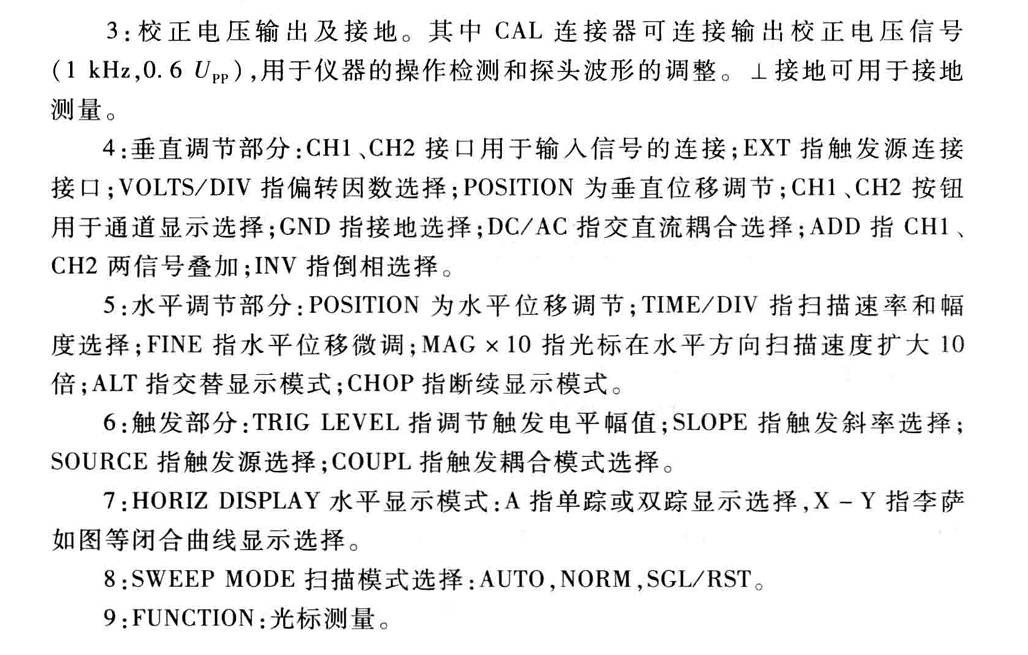 3:校正电压输出及接地。其中 CAL 连接器可连接输出校正电压信号
(1 kHz,0.6 UPP),用于仪器的操作检测和探头波形的调整。⊥接地可用于接地
测量。
4:垂直调节部分:CH1、CH2 接口用于输入信号的连接;EXT 指触发源连接
接口;VOLTS/DIV 指偏转因数选择;POSITION 为垂直位移调节;CH1、CH2 按钮
用于通道显示选择;GND 指接地选择;DC/AC 指交直流耦合选择;ADD 指 CH1、
CH2 两信号叠加;INV 指倒相选择。
5:水平调节部分:POSITION 为水平位移调节;TIME/DIV 指扫描速率和幅
度选择;FINE 指水平位移微调;MAG × 10 指光标在水平方向扫描速度扩大 10
倍;ALT 指交替显示模式;CHOP 指断续显示模式。
6:触发部分:TRIG LEVEL 指调节触发电平幅值;SLOPE 指触发斜率选择;
SOURCE 指触发源选择;COUPL 指触发耦合模式选择。
7:HORIZ DISPLAY 水平显示模式:A 指单踪或双踪显示选择,X - Y 指李萨
如图等闭合曲线显示选择。
8:SWEEP MODE 扫描模式选择:AUTO,NORM,SGL/RST。
9:FUNCTION:光标测量。